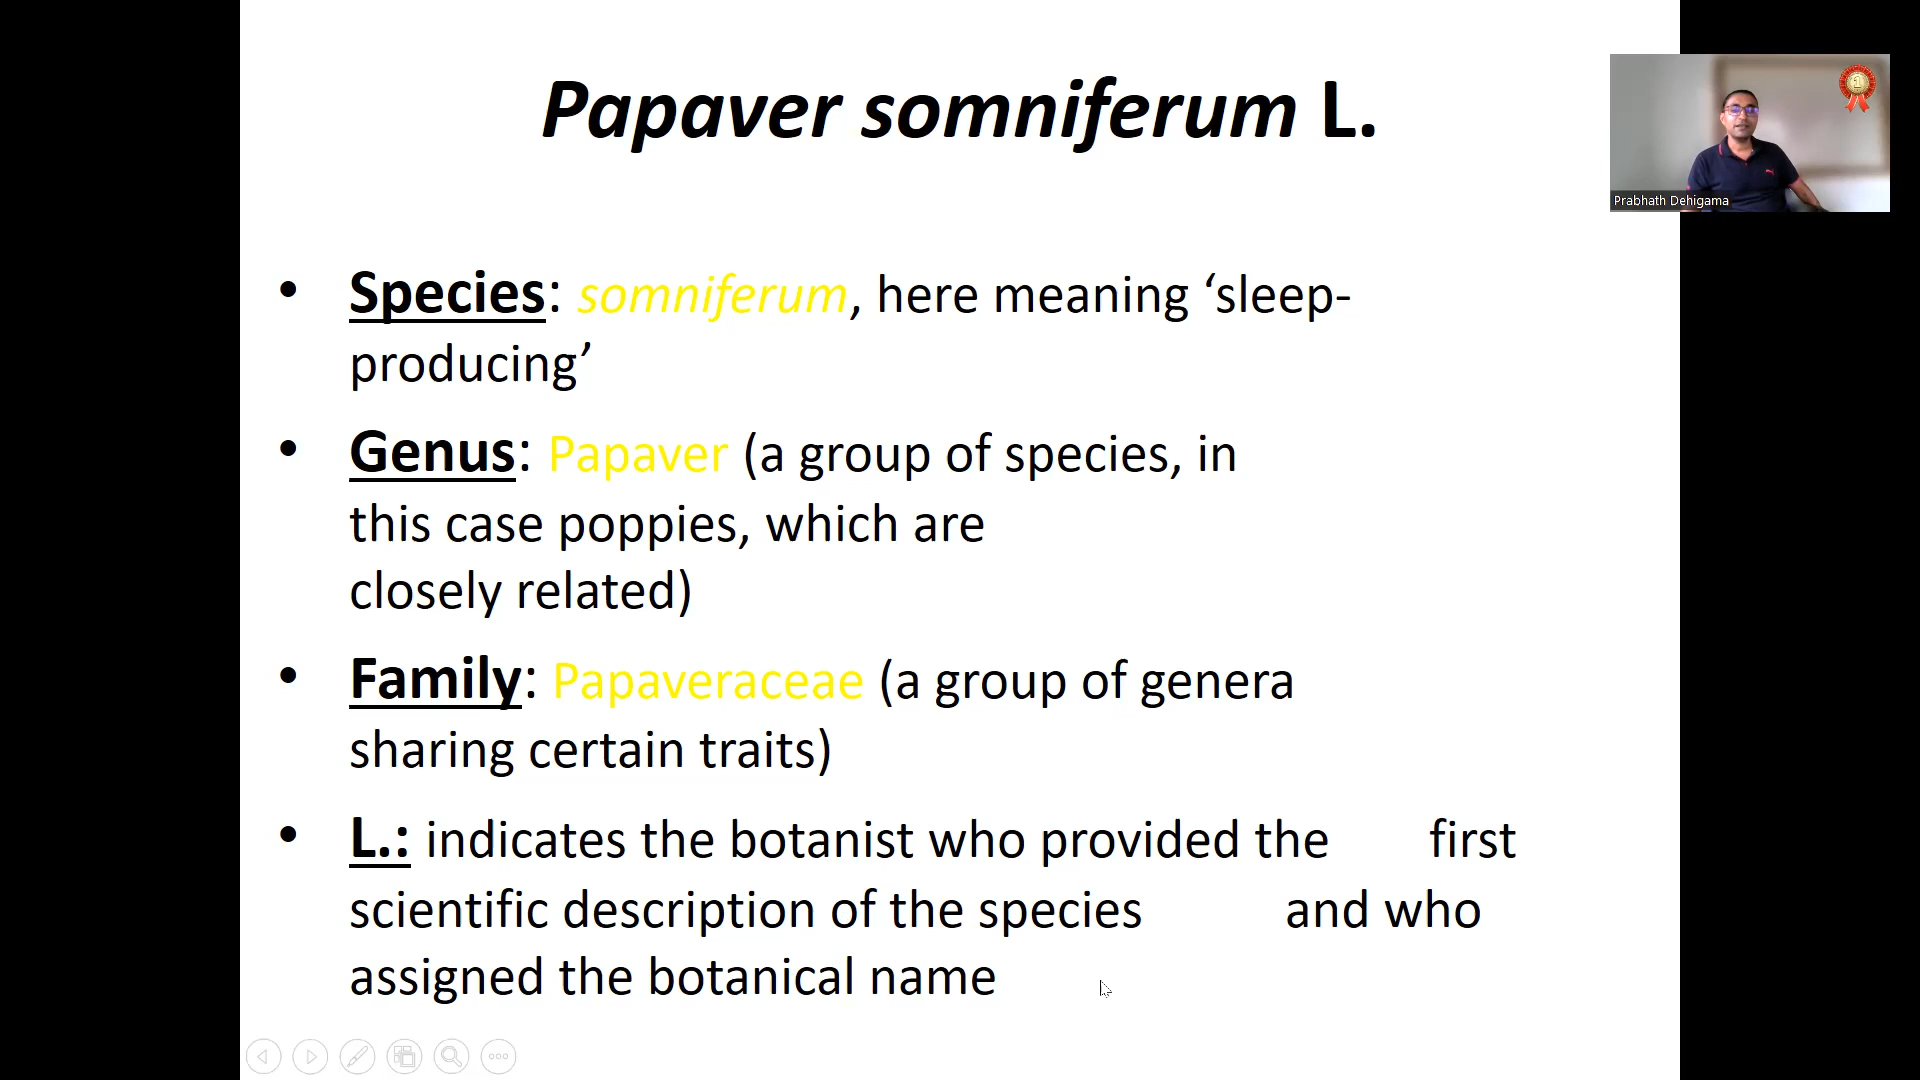 Papaver somniferum L.
• Species: somniferum, here meaning ‘sleep-
producing’
• Genus: Papaver (a group of species, in
this case poppies, which are
closely related)
• Family: Papaveraceae (a group of genera
sharing certain traits)
• L.: indicates the botanist who provided the first
scientific description of the species and who
assigned the botanical name
1
Prabhath Dehigama